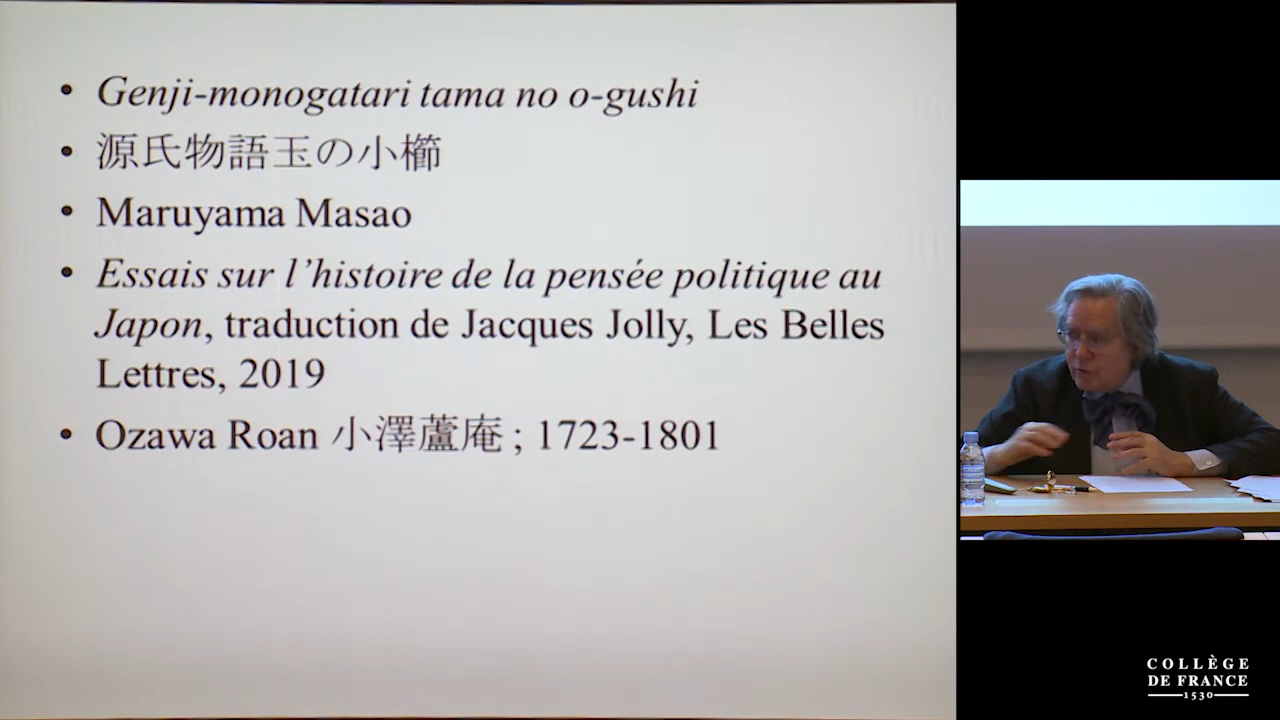 • Genji-monogatari tama no o-gushi
• 源氏物語玉の小櫛
• Maruyama Masao
• Essais sur l’histoire de la pensée politique au
Japon, traduction de Jacques Jolly, Les Belles
Lettres, 2019
• Ozawa Roan 小澤蘆庵 ; 1723-1801
COLLÈGE
DE FRANCE
1530